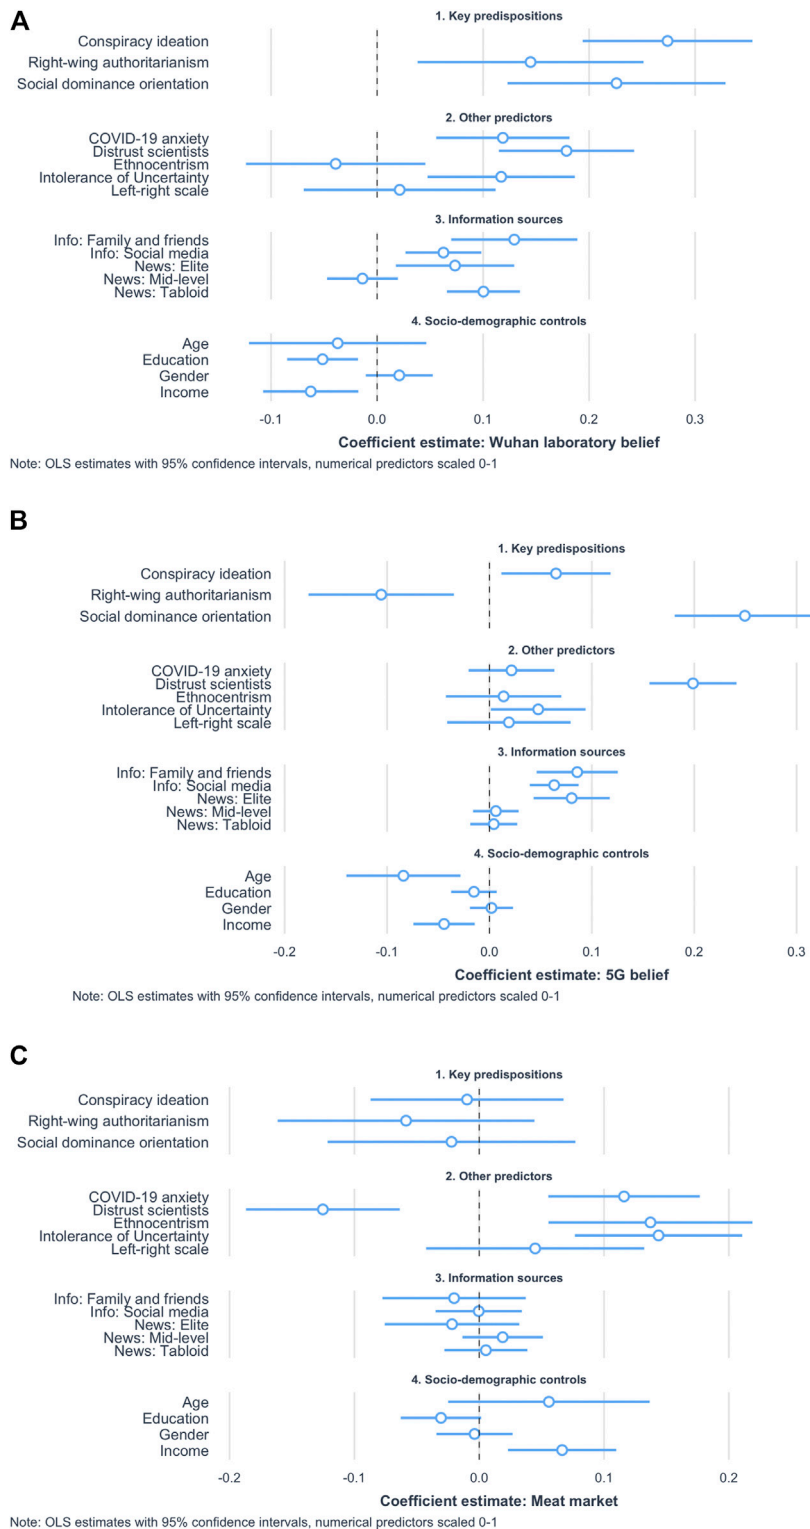 A
1. Key predispositions
Conspiracy ideation
Right-wing authoritarianism
Social dominance orientation
2. Other predictors
COVID-19 anxiety
Distrust scientists
Ethnocentrism
Intolerance of Uncertainty
Left-right scale
3. Information sources
Info: Family and friends
Info: Social media
News: Elite
News: Mid-level
News: Tabloid
4. Socio-demographic controls
Age
Education
Gender
Income
-0.1 0.0 0.1 0.2 0.3
Coefficient estimate: Wuhan laboratory belief
Note: OLS estimates with 95% confidence intervals, numerical predictors scaled 0-1
B
1. Key predispositions
Conspiracy ideation
Right-wing authoritarianism
Social dominance orientation
2. Other predictors
COVID-19 anxiety
Distrust scientists
Ethnocentrism
Intolerance of Uncertainty
Left-right scale
3. Information sources
Info: Family and friends
Info: Social media
News: Elite
News: Mid-level
News: Tabloid
4. Socio-demographic controls
Age
Education
Gender
Income
-0.2 -0.1 0.0 0.1 0.2 0.3
Coefficient estimate: 5G belief
Note: OLS estimates with 95% confidence intervals, numerical predictors scaled 0-1
C
1. Key predispositions
Conspiracy ideation
Right-wing authoritarianism
Social dominance orientation
2. Other predictors
COVID-19 anxiety
Distrust scientists
Ethnocentrism
Intolerance of Uncertainty
Left-right scale
3. Information sources
Info: Family and friends
Info: Social media
News: Elite
News: Mid-level
News: Tabloid
4. Socio-demographic controls
Age
Education
Gender
Income
-0.2 -0.1 0.0 0.1 0.2
Coefficient estimate: Meat market
Note: OLS estimates with 95% confidence intervals, numerical predictors scaled 0-1